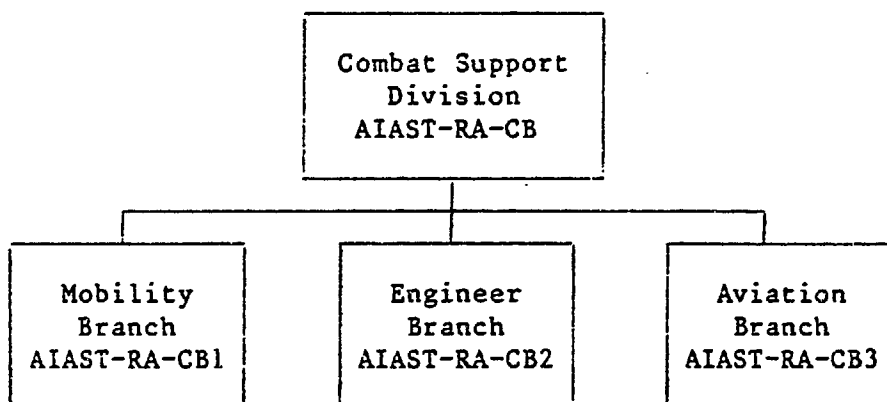 Combat Support
Division
AIAST-RA-CB
Mobility
Branch
AIAST-RA-CB1
Engineer
Branch
AIAST-RA-CB2
Aviation
Branch
AIAST-RA-CB3